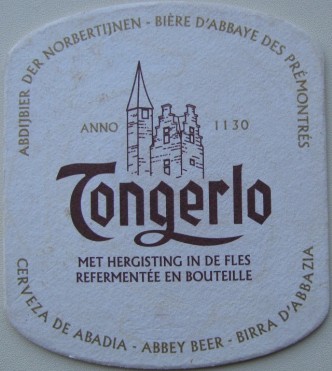 ABDIJBIER DER NORBERTIJNEN - BIÈRE D'ABBAYE DES PRÉMONTRÉS
ANNO 1130
Tongerlo
MET HERGISTING IN DE FLES
REFERMENTÉE EN BOUTEILLE
CERVEZA DE ABADIA - ABBEY BEER - BIRRA D'ABBAZIA